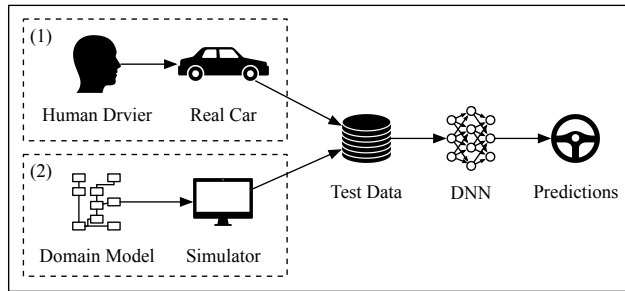 (1)
Human Drvier
Real Car
(2)
Domain Model
Simulator
Test Data
DNN
Predictions